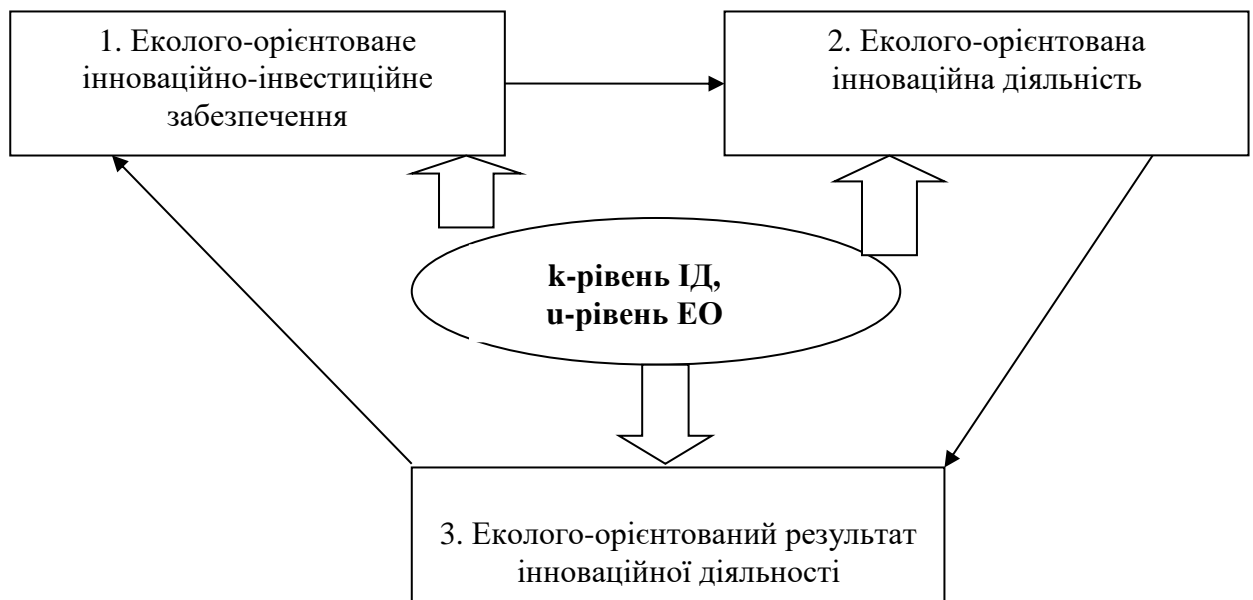 1. Еколого-орієнтоване
інноваційно-інвестиційне
забезпечення
2. Еколого-орієнтована
інноваційна діяльність
k-рівень ІД,
u-рівень ЕО
3. Еколого-орієнтований результат
інноваційної діяльності